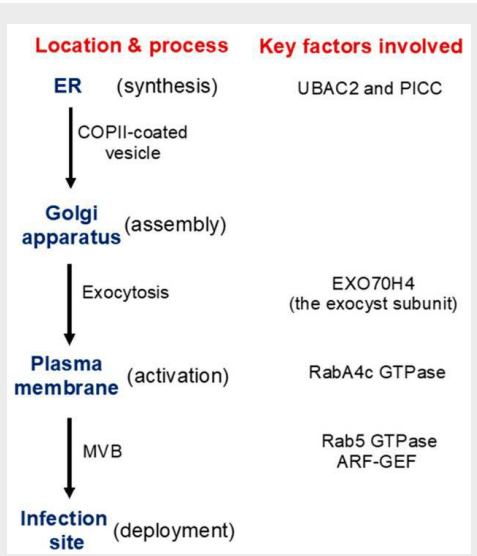 Location & process Key factors involved
ER (synthesis) UBAC2 and PICC
COPII-coated
vesicle
Golgi
apparatus (assembly)
Exocytosis
EXO70H4
(the exocyst subunit)
Plasma
membrane (activation) RabA4c GTPase
MVB
Rab5 GTPase
ARF-GEF
Infection
site (deployment)